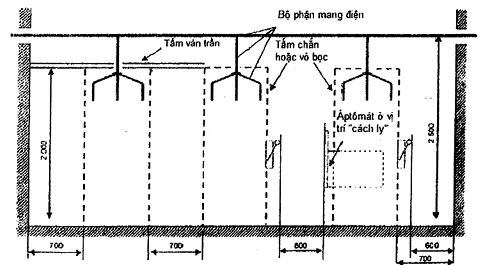 Bộ phận mang điện
Tấm ván trần
Tấm chắn
hoặc vỏ bọc
Áptômát ở vị
trí "cách ly"
2 000
2 500
700
700
600
600
700